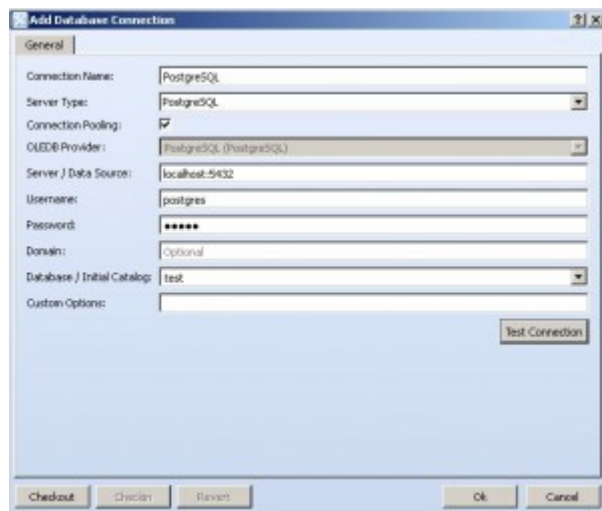 Add Database Connection
General
Connection Name: PostgreSQL
Server Type: PostgreSQL
Connection Pooling:
OLEDB Provider: PostgreSQL (PostgreSQL)
Server / Data Source: localhost:5432
Username: postgres
Password: •••••
Domain: Optional
Database / Initial Catalog: test
Custom Options:
Test Connection
Checkout Checkin Revert Ok Cancel